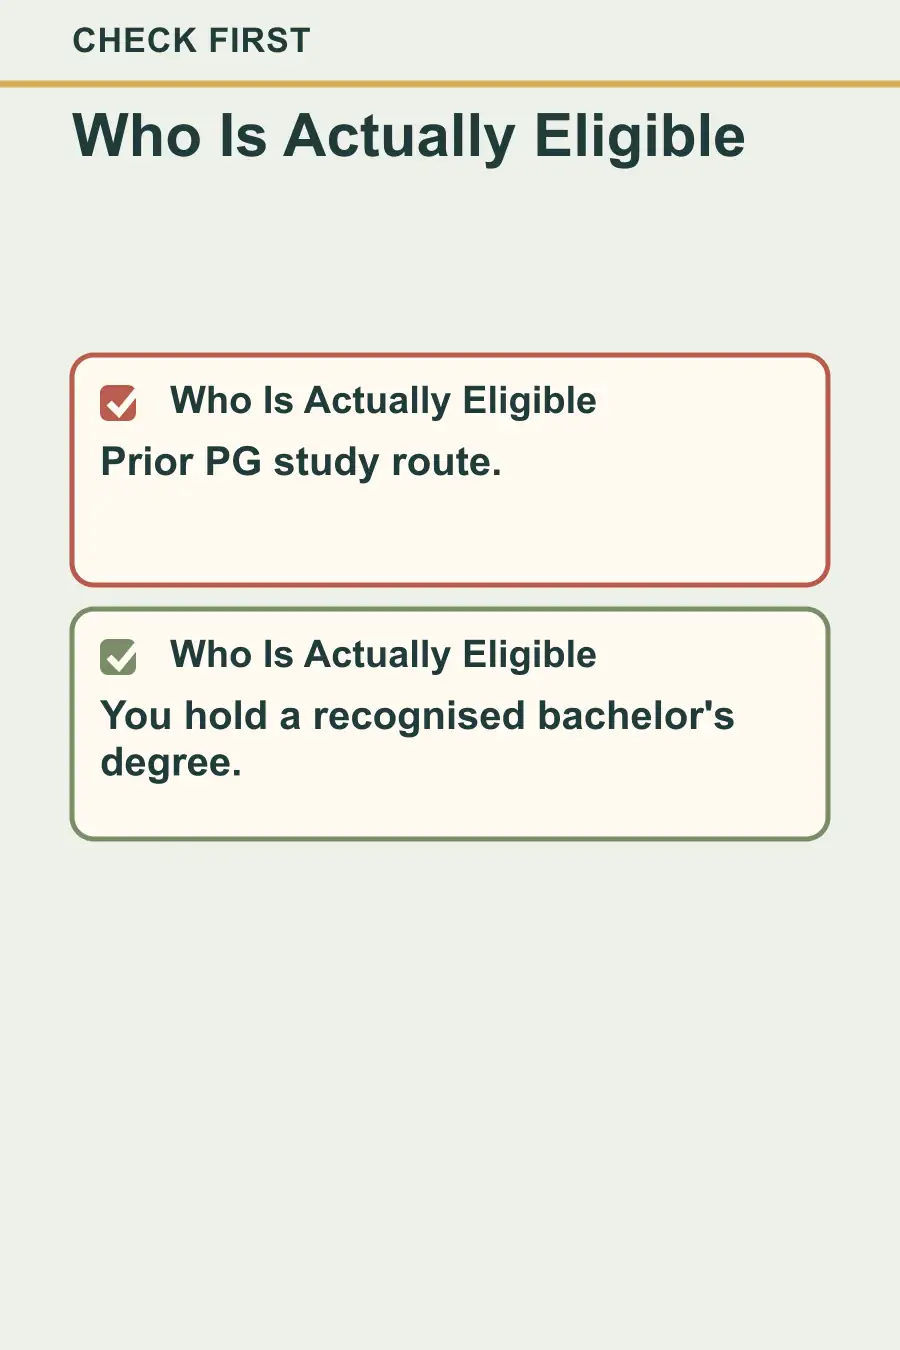 CHECK FIRST
Who Is Actually Eligible
Who Is Actually Eligible
Prior PG study route.
Who Is Actually Eligible
You hold a recognised bachelor's
degree.